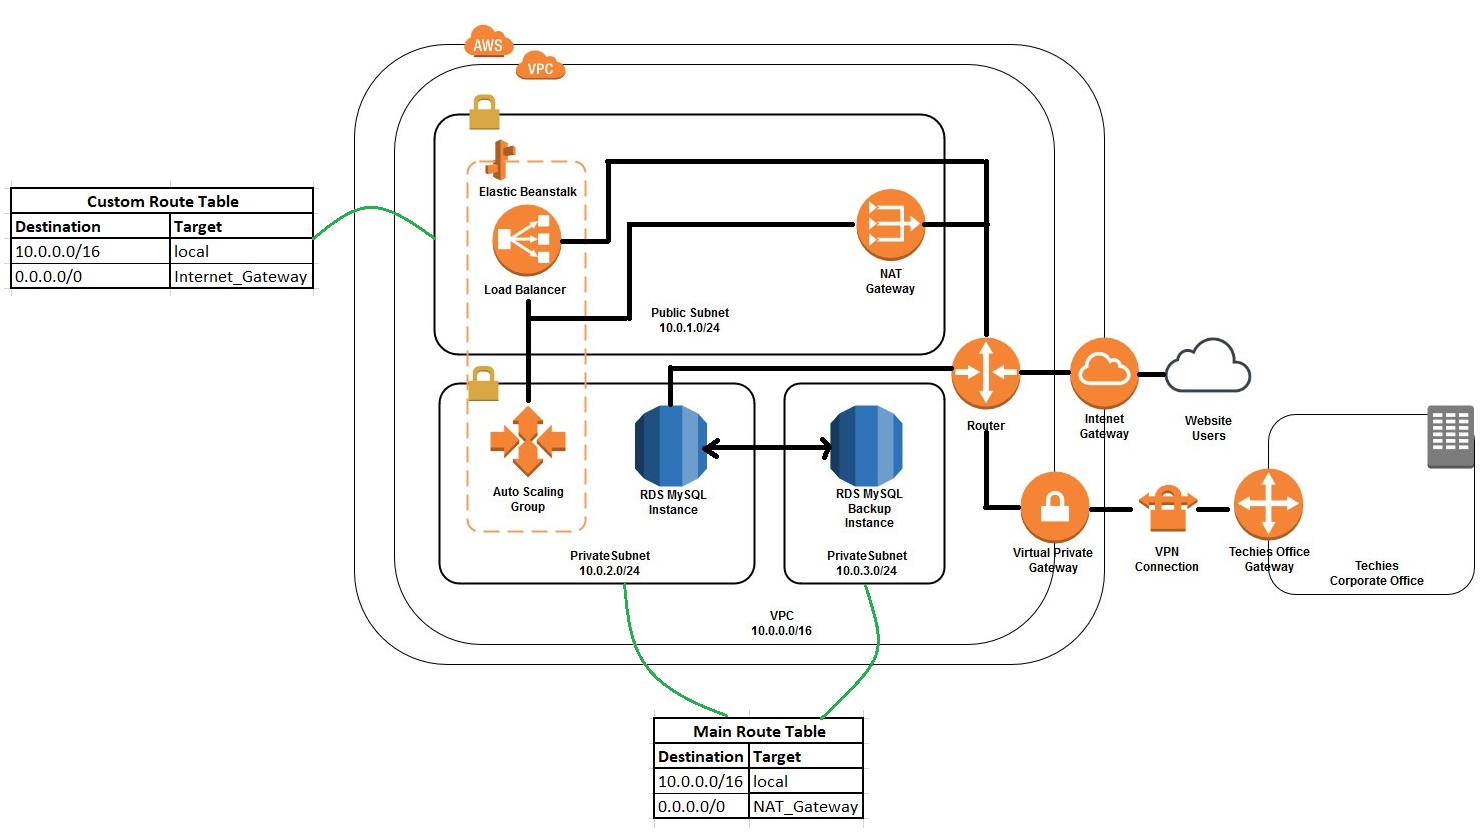 AWS
VPC
Custom Route Table
Destination Target
10.0.0.0/16 local
0.0.0.0/0 Internet_Gateway
Elastic Beanstalk
Load Balancer
NAT
Gateway
Public Subnet
10.0.1.0/24
Router
Intenet
Gateway
Website
Users
Auto Scaling
Group
RDS MySQL
Instance
RDS MySQL
Backup
Instance
Private Subnet
10.0.2.0/24
Private Subnet
10.0.3.0/24
Virtual Private
Gateway
VPN
Connection
Techies Office
Gateway
Techies
Corporate Office
VPC
10.0.0.0/16
Main Route Table
Destination Target
10.0.0.0/16 local
0.0.0.0/0 NAT_Gateway